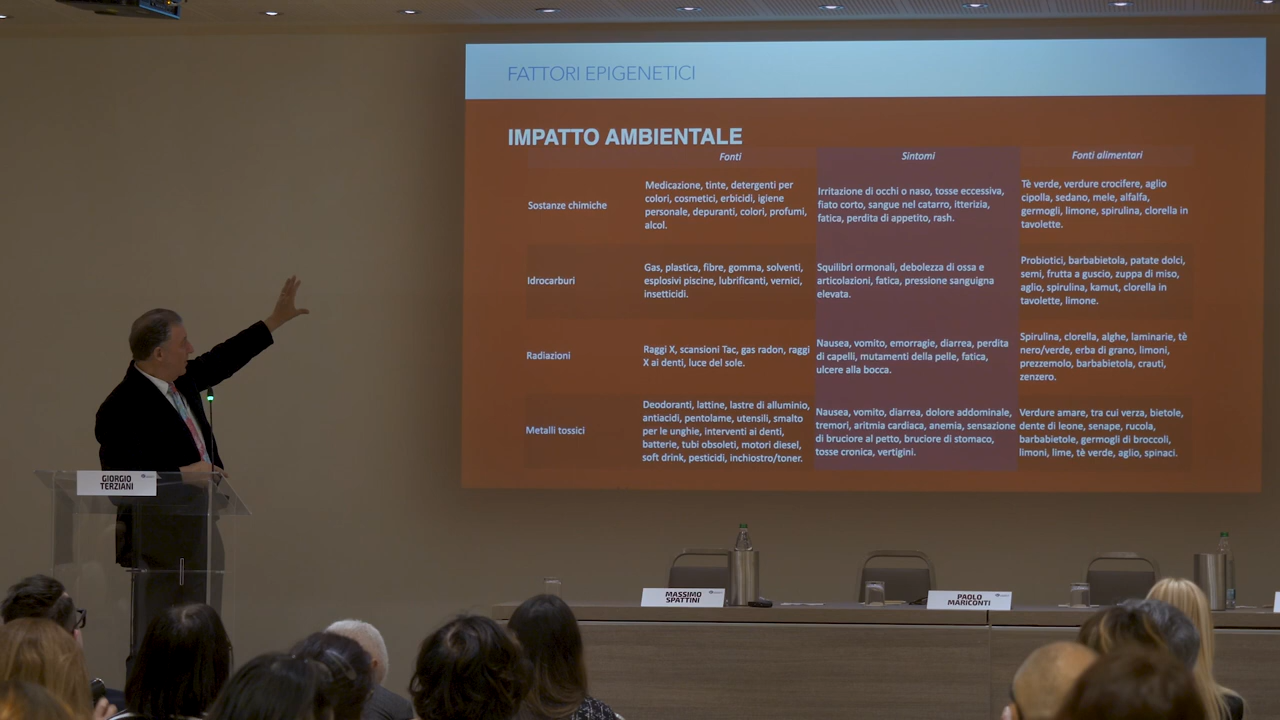 FATTORI EPIGENETICI
IMPATTO AMBIENTALE
Fonti
Sintomi
Fonti alimentari
Sostanze chimiche
Medicazione, tinte, detergenti per
colori, cosmetici, erbicidi, igiene
personale, depuranti, colori, profumi,
alcol.
Irritazione di occhi o naso, tosse eccessiva,
fiato corto, sangue nel catarro, itterizia,
fatica, perdita di appetito, rash.
Tè verde, verdure crocifere, aglio
cipolla, sedano, mele, alfalfa,
germogli, limone, spirulina, clorella in
tavolette.
Idrocarburi
Gas, plastica, fibre, gomma, solventi,
esplosivi piscine, lubrificanti, vernici,
insetticidi.
Squilibri ormonali, debolezza di ossa e
articolazioni, fatica, pressione sanguigna
elevata.
Probiotici, barbabietola, patate dolci,
semi, frutta a guscio, zuppa di miso,
aglio, spirulina, kamut, clorella in
tavolette, limone.
Radiazioni
Raggi X, scansioni Tac, gas radon, raggi
X ai denti, luce del sole.
Nausea, vomito, emorragie, diarrea, perdita
di capelli, mutamenti della pelle, fatica,
ulcere alla bocca.
Spirulina, clorella, alghe, laminarie, tè
nero/verde, erba di grano, limoni,
prezzemolo, barbabietola, crauti,
zenzero.
Metalli tossici
Deodoranti, lattine, lastre di alluminio,
antiacidi, pentolame, utensili, smalto
per le unghie, interventi ai denti,
batterie, tubi obsoleti, motori diesel,
soft drink, pesticidi, inchiostro/toner.
Nausea, vomito, diarrea, dolore addominale,
tremori, aritmia cardiaca, anemia, sensazione
di bruciore al petto, bruciore di stomaco,
tosse cronica, vertigini.
Verdure amare, tra cui verza, bietole,
dente di leone, senape, rucola,
barbabietole, germogli di broccoli,
limoni, lime, tè verde, aglio, spinaci.
GIORGIO
TERZIANI
MASSIMO
SPATTINI
PAOLO
MARICONTI